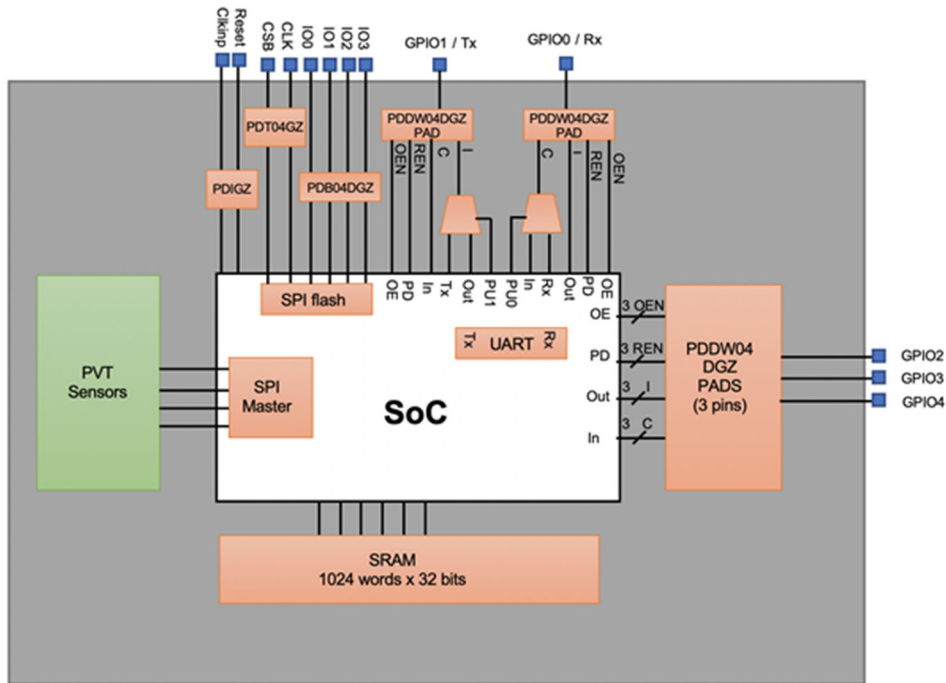 Clkinp
Reset
CSB
CLK
IO0
IO1
IO2
IO3
GPIO1 / Tx
GPIO0 / Rx
PDT04GZ
PDDW04DGZ
PAD
PDDW04DGZ
PAD
OEN
REN
C
I
C
I
REN
OEN
PDIGZ
PDB04DGZ
SPI flash
OE
PD
In
Tx
Out
PU1
PU0
In
Rx
Out
PD
OE
OE
3 OEN
PD
3 REN
Out
3 I
In
3 C
Tx
UART
Rx
PVT
Sensors
SPI
Master
SoC
PDDW04
DGZ
PADS
(3 pins)
GPIO2
GPIO3
GPIO4
SRAM
1024 words x 32 bits